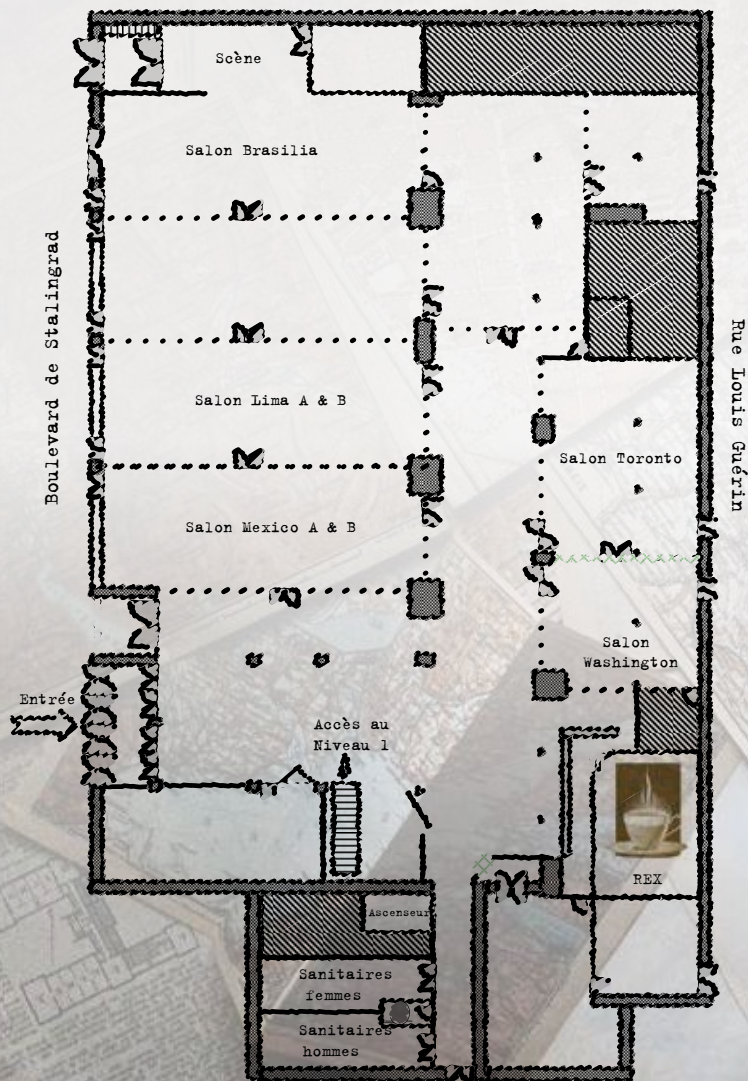 Scène
Salon Brasilia
Boulevard de Stalingrad
Rue Louis Guérin
Salon Lima A & B
Salon Toronto
Salon Mexico A & B
Salon
Washington
Entrée
Accès au
Niveau 1
REX
Ascenseur
Sanitaires
femmes
Sanitaires
hommes